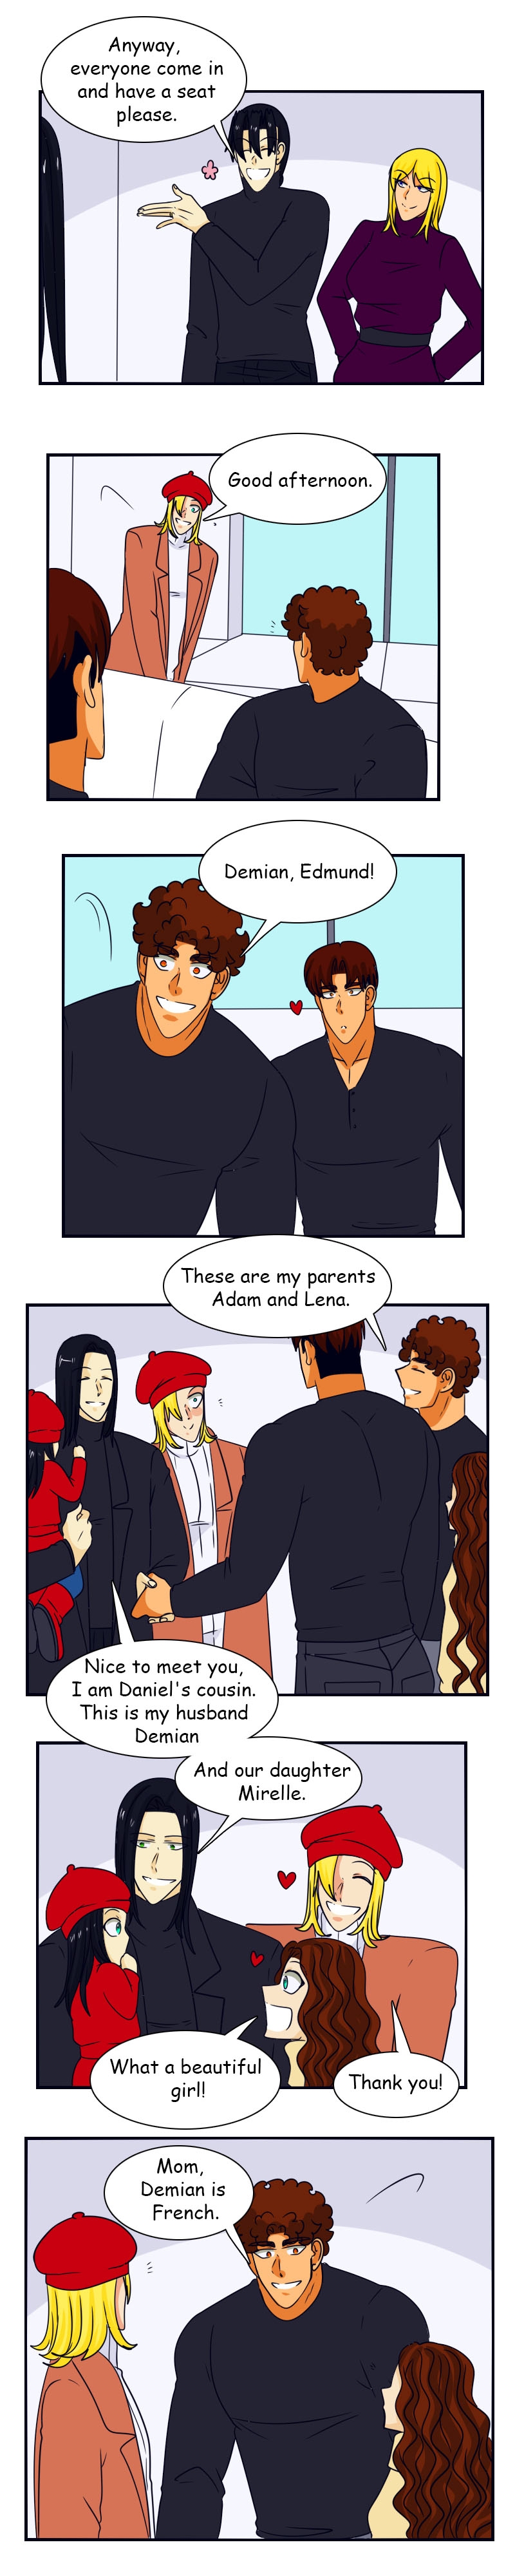 Anyway,
everyone come in
and have a seat
please.
Good afternoon.
Demian, Edmund!
These are my parents
Adam and Lena.
Nice to meet you,
I am Daniel's cousin.
This is my husband
Demian
And our daughter
Mirelle.
What a beautiful
girl!
Thank you!
Mom,
Demian is
French.